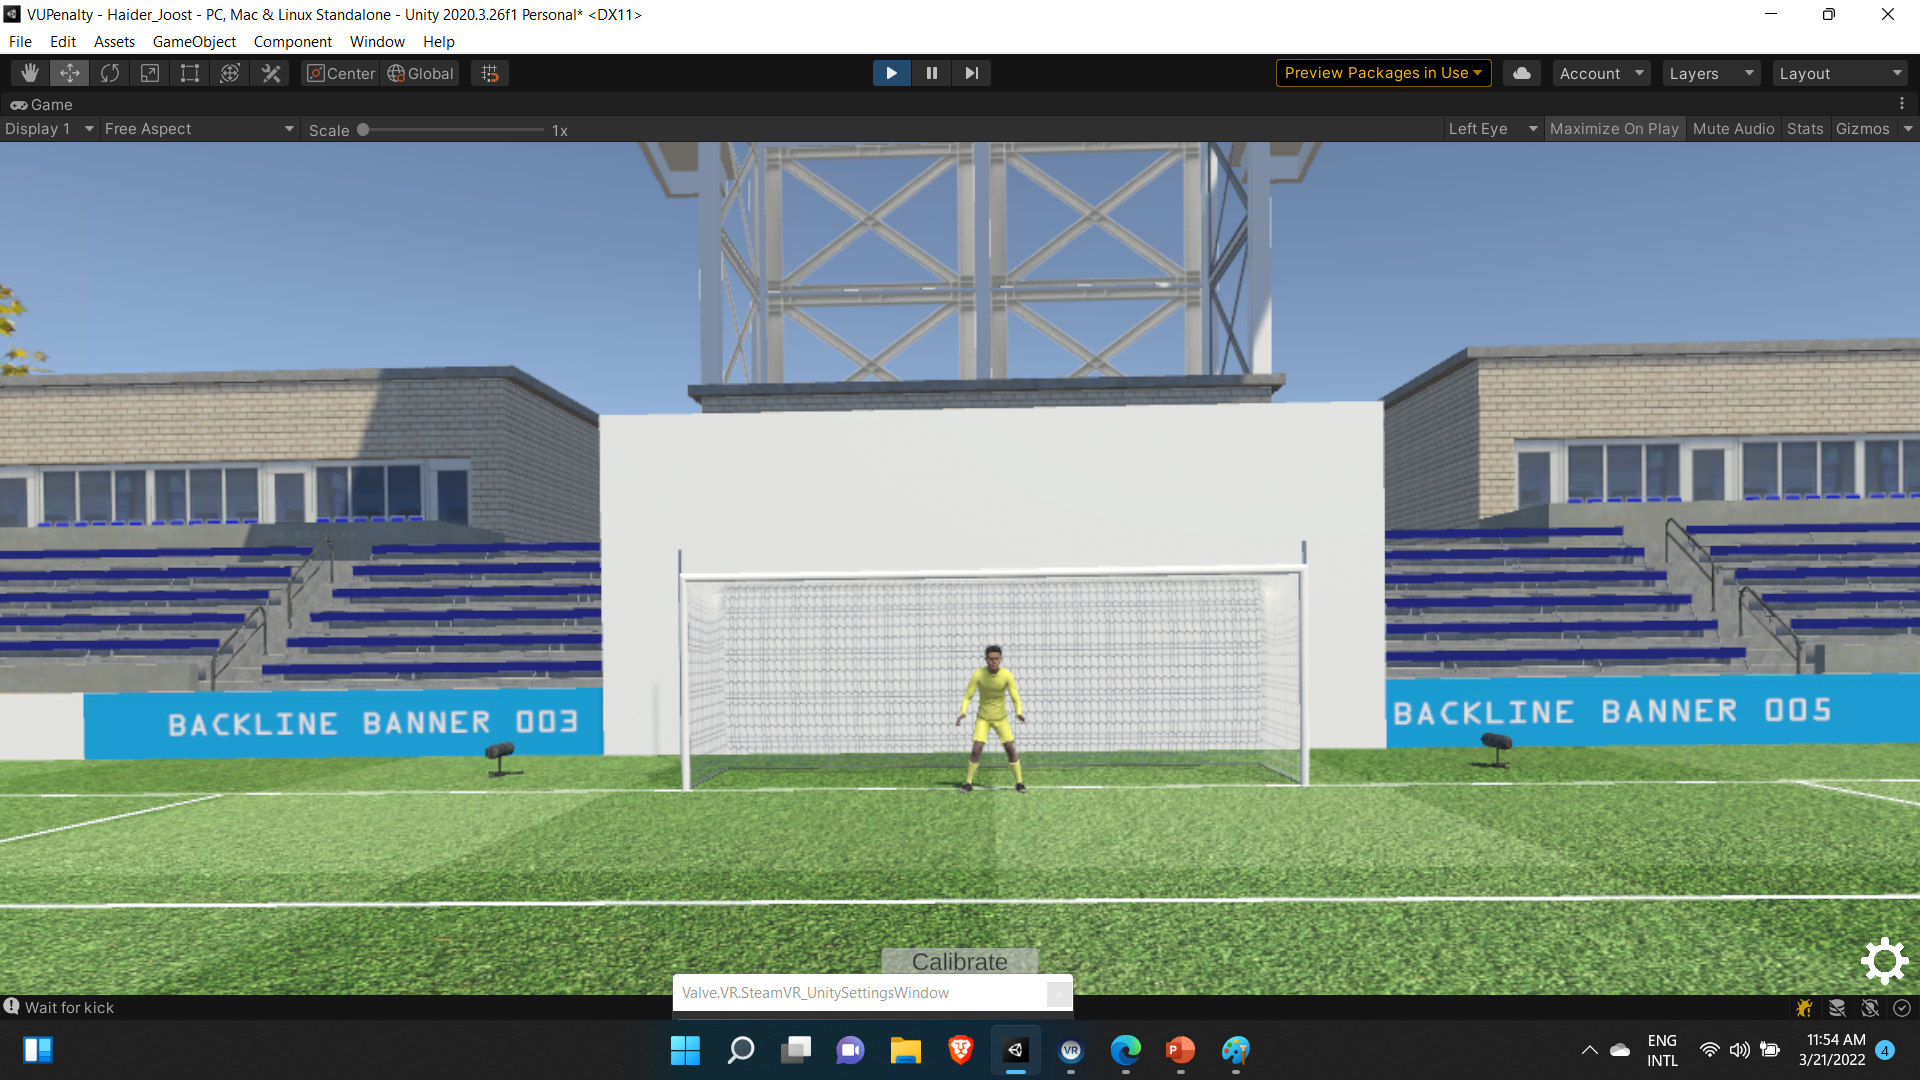 VUPenalty - Haider_Joost - PC, Mac & Linux Standalone - Unity 2020.3.26f1 Personal* <DX11>
File Edit Assets GameObject Component Window Help
Center Global Preview Packages in Use Account Layers Layout
Game
Display 1 Free Aspect Scale 1x Left Eye Maximize On Play Mute Audio Stats Gizmos
BACKLINE BANNER 003
BACKLINE BANNER 005
Calibrate
Valve.VR.SteamVR_UnitySettingsWindow
Wait for kick
VR
P
ENG
INTL
11:54 AM
3/21/2022
4